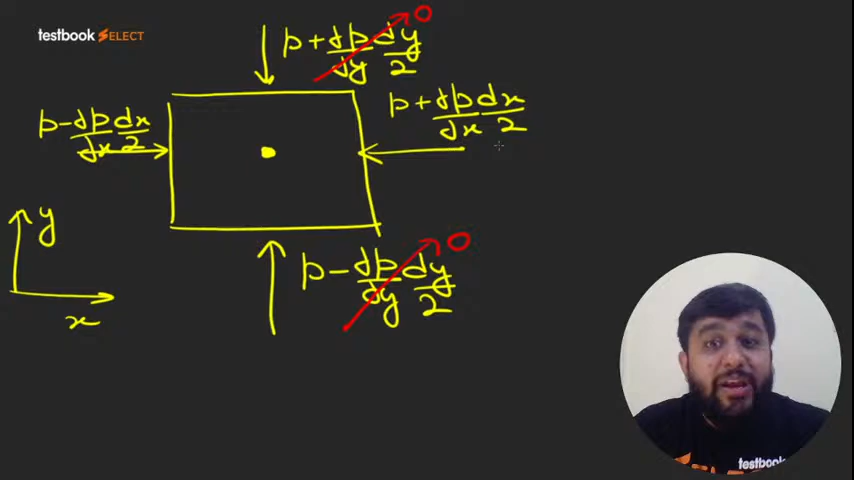 testbook SELECT
p + dp/dy dy/2 0
p - dp/dx dx/2
p + dp/dx dx/2
y
x
p - dp/dy dy/2 0
testbook